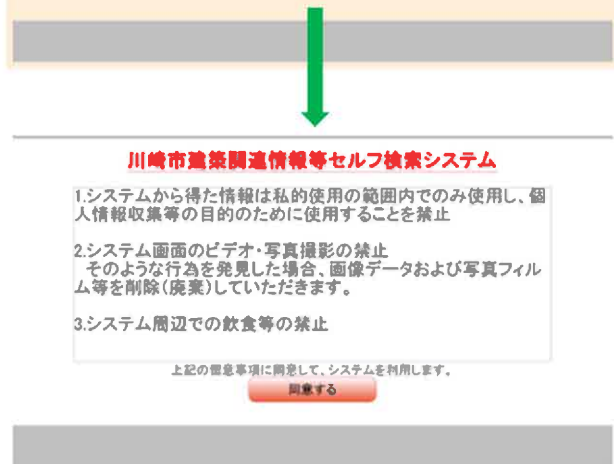 川崎市建築関連情報等セルフ検索システム
1.システムから得た情報は私的使用の範囲内でのみ使用し、個
人情報収集等の目的のために使用することを禁止
2.システム画面のビデオ・写真撮影の禁止
そのような行為を発見した場合、画像データおよび写真フィル
ム等を削除(廃棄)していただきます。
3.システム周辺での飲食等の禁止
上記の留意事項に同意して、システムを利用します。
同意する